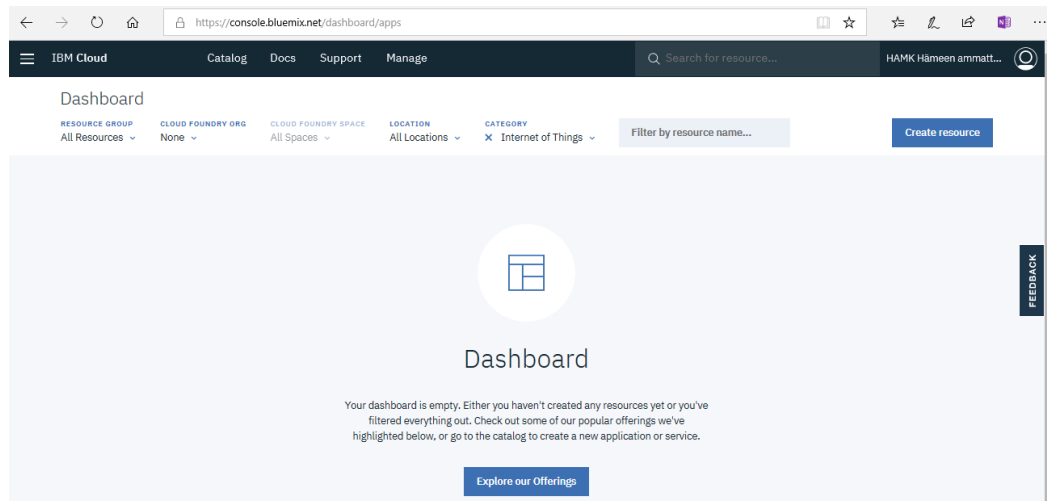 https://console.bluemix.net/dashboard/apps
IBM Cloud Catalog Docs Support Manage Search for resource... HAMK Hämeen ammatt...
Dashboard
RESOURCE GROUP CLOUD FOUNDRY ORG CLOUD FOUNDRY SPACE LOCATION CATEGORY
All Resources None All Spaces All Locations Internet of Things Filter by resource name... Create resource
FEEDBACK
Dashboard
Your dashboard is empty. Either you haven't created any resources yet or you've
filtered everything out. Check out some of our popular offerings we've
highlighted below, or go to the catalog to create a new application or service.
Explore our Offerings